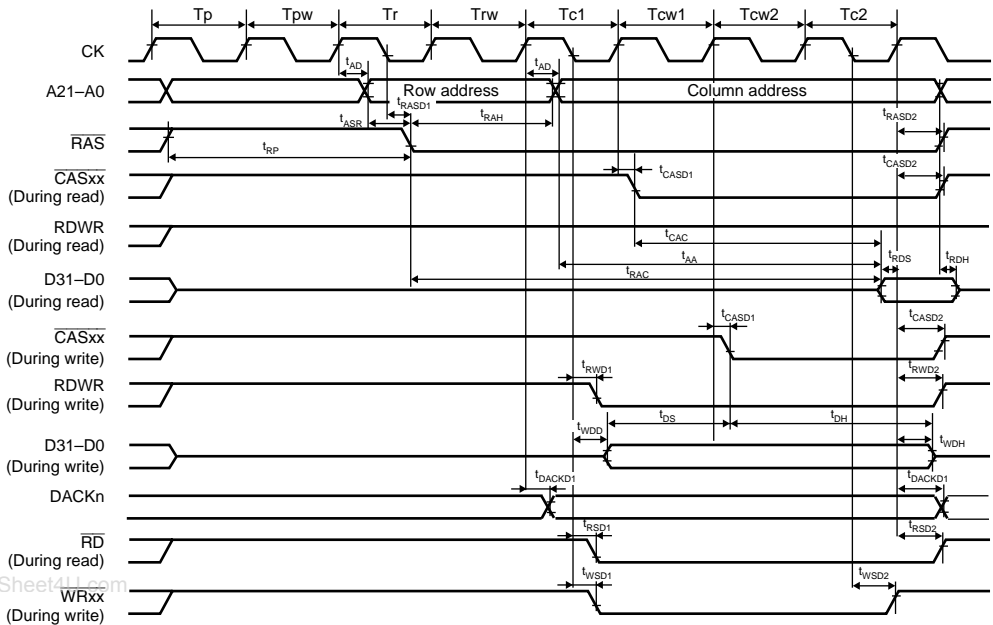 Tp Tpw Tr Trw Tc1 Tcw1 Tcw2 Tc2
CK
tAD tAD
A21–A0 Row address Column address
tRASD1 tRASD2
tASR tRAH
RAS
tRP
CASxx tCASD1 tCASD2
(During read)
RDWR
(During read) tCAC
tAA tRDS tRDH
D31–D0 tRAC
(During read)
CASxx tCASD1 tCASD2
(During write)
RDWR tRWD1 tRWD2
(During write)
tDS tDH
D31–D0 tWDD tWDH
(During write)
DACKn tDACKD1 tDACKD1
RD tRSD1 tRSD2
(During read)
Sheet4U.com
WRxx tWSD1 tWSD2
(During write)